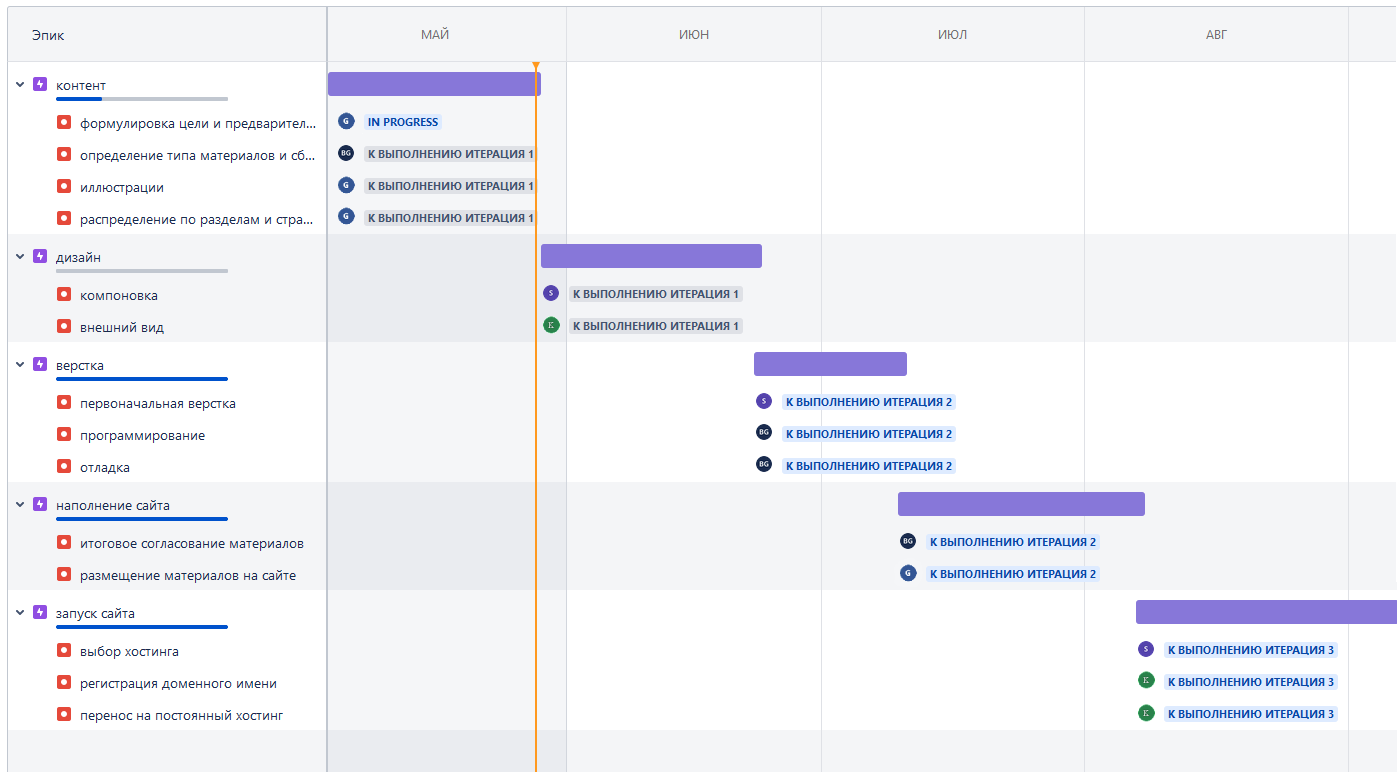 Эпик МАЙ ИЮН ИЮЛ АВГ
контент
формулировка цели и предварител... G IN PROGRESS
определение типа материалов и сб... BG К ВЫПОЛНЕНИЮ ИТЕРАЦИЯ 1
иллюстрации G К ВЫПОЛНЕНИЮ ИТЕРАЦИЯ 1
распределение по разделам и стра... G К ВЫПОЛНЕНИЮ ИТЕРАЦИЯ 1
дизайн
компоновка S К ВЫПОЛНЕНИЮ ИТЕРАЦИЯ 1
внешний вид K К ВЫПОЛНЕНИЮ ИТЕРАЦИЯ 1
верстка
первоначальная верстка S К ВЫПОЛНЕНИЮ ИТЕРАЦИЯ 2
программирование BG К ВЫПОЛНЕНИЮ ИТЕРАЦИЯ 2
отладка BG К ВЫПОЛНЕНИЮ ИТЕРАЦИЯ 2
наполнение сайта
итоговое согласование материалов BG К ВЫПОЛНЕНИЮ ИТЕРАЦИЯ 2
размещение материалов на сайте G К ВЫПОЛНЕНИЮ ИТЕРАЦИЯ 2
запуск сайта
выбор хостинга S К ВЫПОЛНЕНИЮ ИТЕРАЦИЯ 3
регистрация доменного имени K К ВЫПОЛНЕНИЮ ИТЕРАЦИЯ 3
перенос на постоянный хостинг K К ВЫПОЛНЕНИЮ ИТЕРАЦИЯ 3